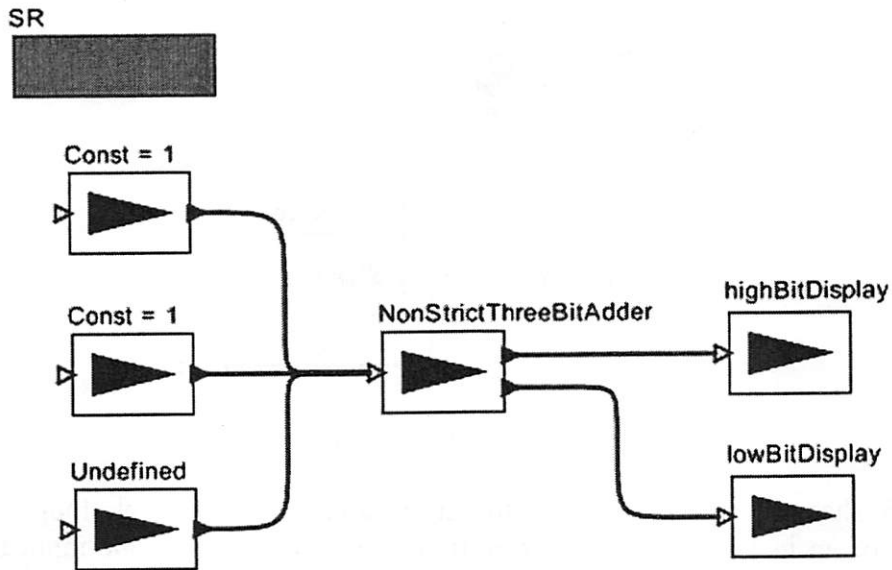 SR
Const = 1
Const = 1
NonStrictThreeBitAdder
highBitDisplay
Undefined
lowBitDisplay